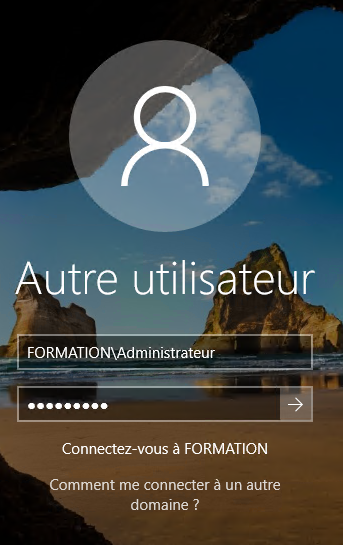 Autre utilisateur
FORMATION\Administrateur
●●●●●●●●●
Connectez-vous à FORMATION
Comment me connecter à un autre
domaine ?